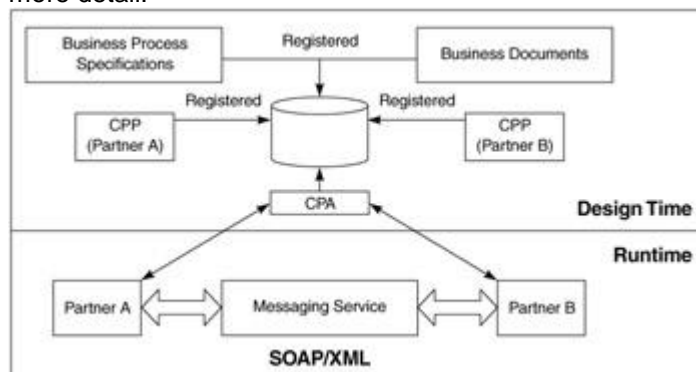 more detail.
Business Process
Specifications
Registered
Business Documents
Registered
Registered
CPP
(Partner A)
CPP
(Partner B)
CPA
Design Time
Runtime
Partner A
Messaging Service
Partner B
SOAP/XML